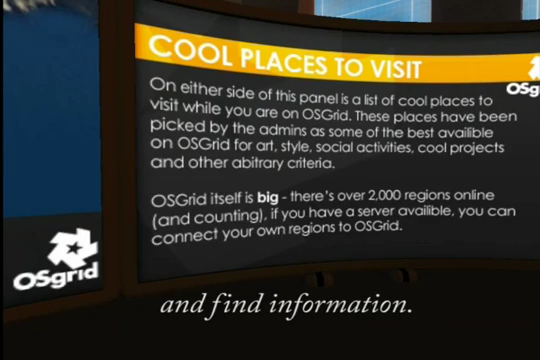 COOL PLACES TO VISIT
On either side of this panel is a list of cool places to
visit while you are on OSGrid. These places have been
picked by the admins as some of the best availible
on OSGrid for art, style, social activities, cool projects
and other abitrary criteria.
OSGrid itself is big - there's over 2,000 regions online
(and counting), if you have a server availible, you can
connect your own regions to OSGrid.
OSg
OSgrid
and find information.